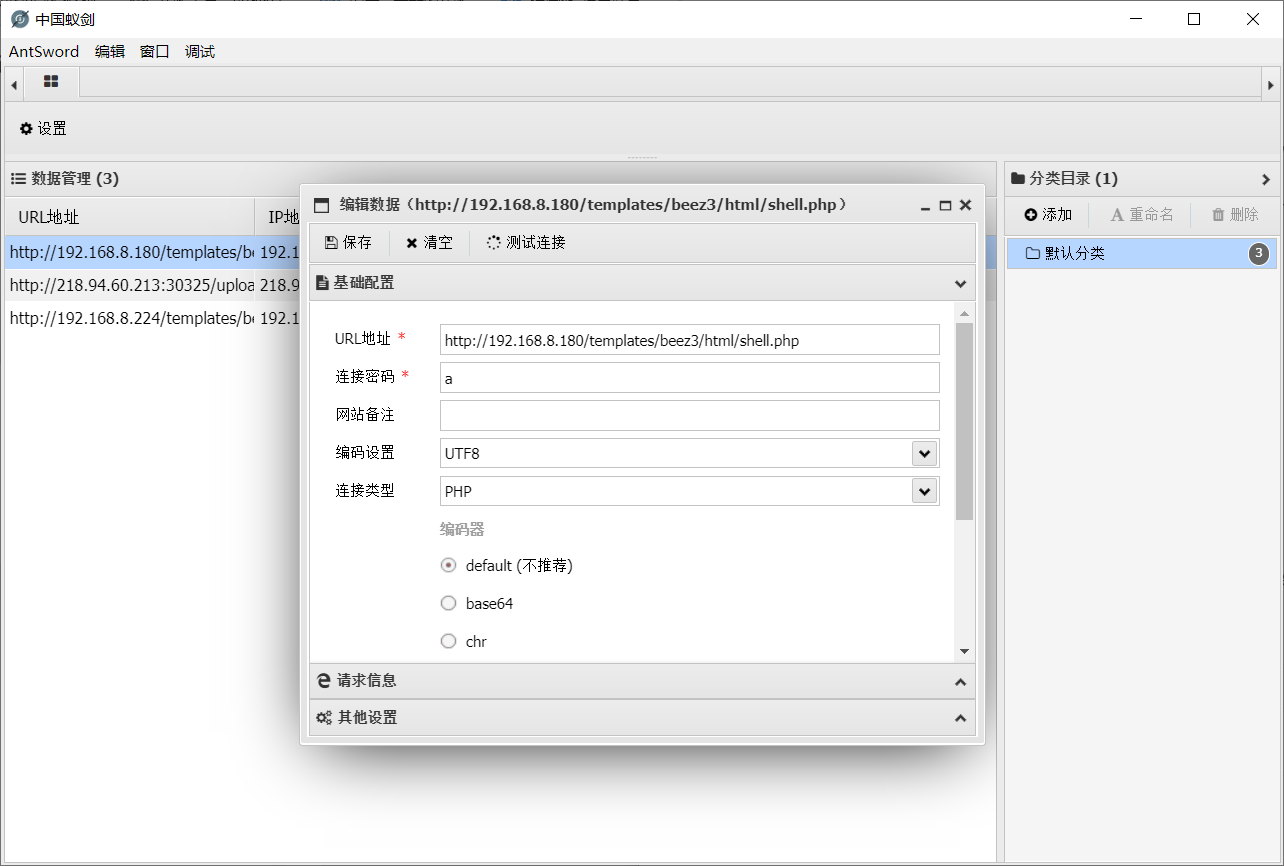 中国蚁剑
AntSword 编辑 窗口 调试
设置
数据管理 (3)
分类目录 (1)
URL地址 IP地
添加 重命名 删除
http://192.168.8.180/templates/be 192.1
http://218.94.60.213:30325/uploa 218.9
http://192.168.8.224/templates/be 192.1
默认分类 3
编辑数据（http://192.168.8.180/templates/beez3/html/shell.php）
保存 清空 测试连接
基础配置
URL地址 * http://192.168.8.180/templates/beez3/html/shell.php
连接密码 * a
网站备注
编码设置 UTF8
连接类型 PHP
编码器
default (不推荐)
base64
chr
请求信息
其他设置